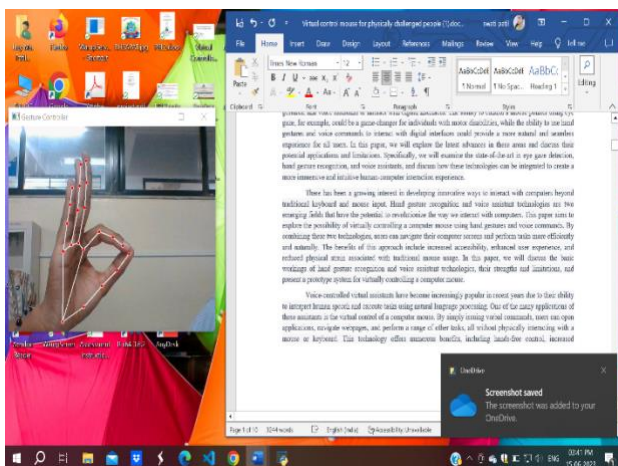 Virtual control mouse for physically challenged people (1).doc...
swati patil
File Home Insert Draw Design Layout References Mailings Review View Help Tell me
Times New Roman 12
Paste
AaBbCcDd AaBbCcDd AaBbCc
1 Normal 1 No Spac... Heading 1
Editing
Clipboard Font Paragraph Styles
Gesture Controller
gaze, for example, could be a game-changer for individuals with motor disabilities, while the ability to use hand
gestures and voice commands to interact with digital interfaces could provide a more natural and seamless
experience for all users. In this paper, we will explore the latest advances in these areas and discuss their
potential applications and limitations. Specifically, we will examine the state-of-the-art in eye gaze detection,
hand gesture recognition, and voice assistants, and discuss how these technologies can be integrated to create a
more immersive and intuitive human-computer interaction experience.
There has been a growing interest in developing innovative ways to interact with computers beyond
traditional keyboard and mouse input. Hand gesture recognition and voice assistant technologies are two
emerging fields that have the potential to revolutionize the way we interact with computers. This paper aims to
explore the possibility of virtually controlling a computer mouse using hand gestures and voice commands. By
combining these two technologies, users can navigate their computer screens and perform tasks more efficiently
and naturally. The benefits of this approach include increased accessibility, enhanced user experience, and
reduced physical strain associated with traditional mouse usage. In this paper, we will discuss the basic
workings of hand gesture recognition and voice assistant technologies, their strengths and limitations, and
present a prototype system for virtually controlling a computer mouse.
Voice-controlled virtual assistants have become increasingly popular in recent years due to their ability
to interpret human speech and execute tasks using natural language processing. One of the many applications of
these assistants is the virtual control of a computer mouse. By simply issuing verbal commands, users can open
applications, navigate webpages, and perform a range of other tasks, all without physically interacting with a
mouse or keyboard. This technology offers numerous benefits, including hands-free control, increased
AnyDesk
OneDrive
Screenshot saved
The screenshot was added to your
OneDrive.
Page 1 of 10 3244 words English (India) Accessibility: Unavailable
ENG
03:41 PM
15-06-2023